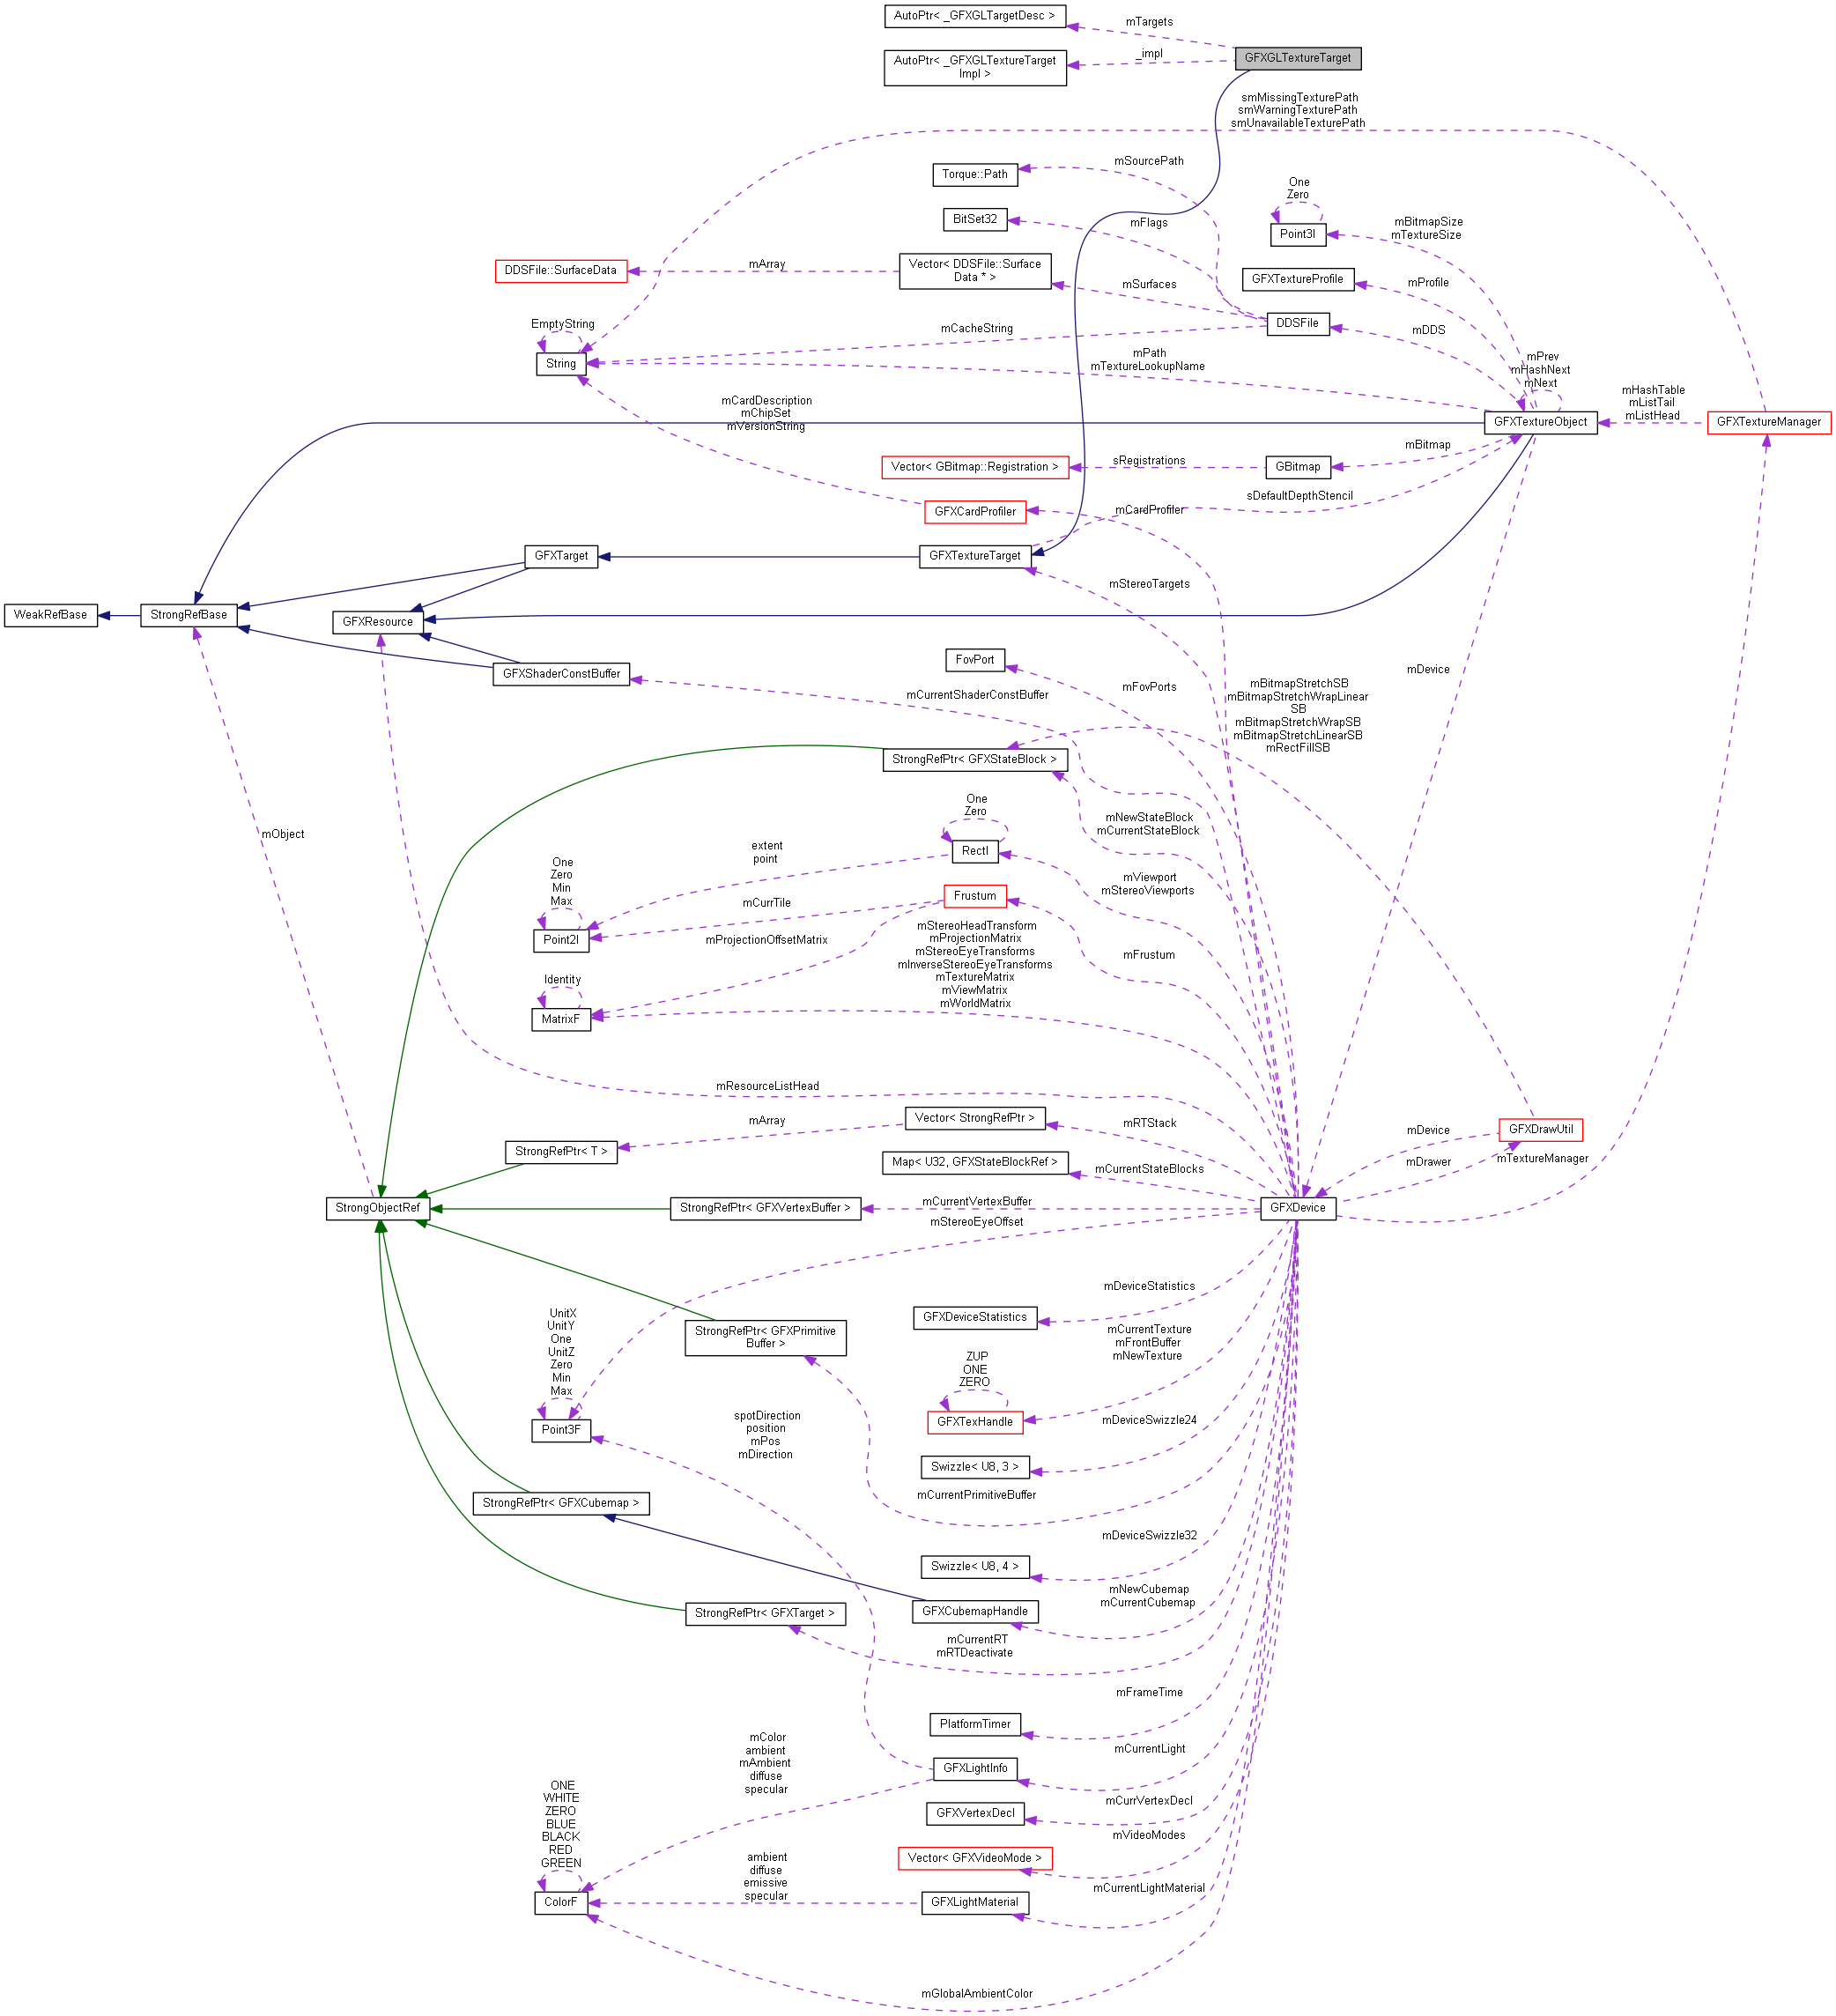 AutoPtr< _GFXGLTargetDesc >
mTargets
GFXGLTextureTarget
AutoPtr< _GFXGLTextureTarget
Impl >
_impl
smMissingTexturePath
smWarningTexturePath
smUnavailableTexturePath
Torque::Path
mSourcePath
BitSet32
mFlags
One
Zero
Point3I
mBitmapSize
mTextureSize
DDSFile::SurfaceData
mArray
Vector< DDSFile::Surface
Data * >
mSurfaces
GFXTextureProfile
mProfile
DDSFile
mDDS
EmptyString
String
mCacheString
mPath
mTextureLookupName
mPrev
mHashNext
mNext
GFXTextureObject
mHashTable
mListTail
mListHead
GFXTextureManager
mCardDescription
mChipSet
mVersionString
Vector< GBitmap::Registration >
sRegistrations
GBitmap
mBitmap
sDefaultDepthStencil
GFXCardProfiler
mCardProfiler
GFXTarget
GFXTextureTarget
mStereoTargets
WeakRefBase
StrongRefBase
GFXResource
GFXShaderConstBuffer
FovPort
mFovPorts
mCurrentShaderConstBuffer
mDevice
mBitmapStretchSB
mBitmapStretchWrapLinear
SB
mBitmapStretchWrapSB
mBitmapStretchLinearSB
mRectFillSB
StrongRefPtr< GFXStateBlock >
mNewStateBlock
mCurrentStateBlock
mObject
One
Zero
RectI
extent
point
mViewport
mStereoViewports
One
Zero
Min
Max
Point2I
mCurrTile
Frustum
mProjectionOffsetMatrix
mFrustum
mStereoHeadTransform
mProjectionMatrix
mStereoEyeTransforms
mInverseStereoEyeTransforms
mTextureMatrix
mViewMatrix
mWorldMatrix
Identity
MatrixF
mResourceListHead
Vector< StrongRefPtr >
mArray
mRTStack
StrongRefPtr< T >
Map< U32, GFXStateBlockRef >
mCurrentStateBlocks
mDevice
GFXDrawUtil
mDrawer
mTextureManager
StrongObjectRef
StrongRefPtr< GFXVertexBuffer >
mCurrentVertexBuffer
GFXDevice
mStereoEyeOffset
GFXDeviceStatistics
mDeviceStatistics
StrongRefPtr< GFXPrimitive
Buffer >
mCurrentTexture
mFrontBuffer
mNewTexture
ZUP
ONE
ZERO
GFXTexHandle
UnitX
UnitY
One
UnitZ
Zero
Min
Max
Point3F
spotDirection
position
mPos
mDirection
mDeviceSwizzle24
Swizzle< U8, 3 >
mCurrentPrimitiveBuffer
StrongRefPtr< GFXCubemap >
mDeviceSwizzle32
Swizzle< U8, 4 >
mNewCubemap
mCurrentCubemap
GFXCubemapHandle
StrongRefPtr< GFXTarget >
mCurrentRT
mRTDeactivate
mFrameTime
PlatformTimer
mCurrentLight
GFXLightInfo
mColor
ambient
mAmbient
diffuse
specular
mCurrVertexDecl
GFXVertexDecl
mVideoModes
Vector< GFXVideoMode >
ONE
WHITE
ZERO
BLUE
BLACK
RED
GREEN
ColorF
ambient
diffuse
emissive
specular
GFXLightMaterial
mCurrentLightMaterial
mGlobalAmbientColor